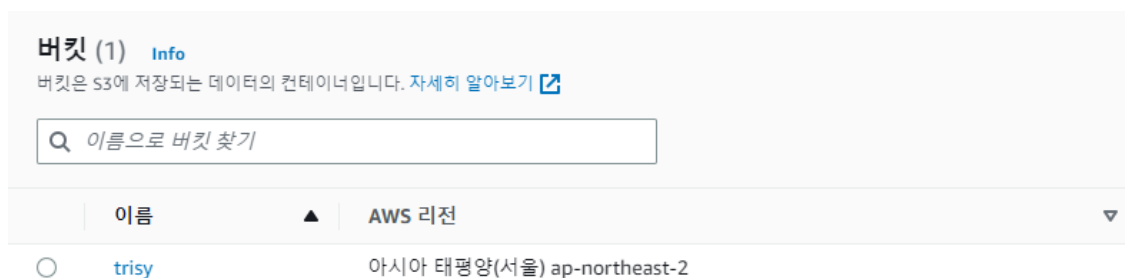 버킷 (1) Info
버킷은 S3에 저장되는 데이터의 컨테이너입니다. 자세히 알아보기
이름으로 버킷 찾기
이름 AWS 리전
trisy 아시아 태평양(서울) ap-northeast-2